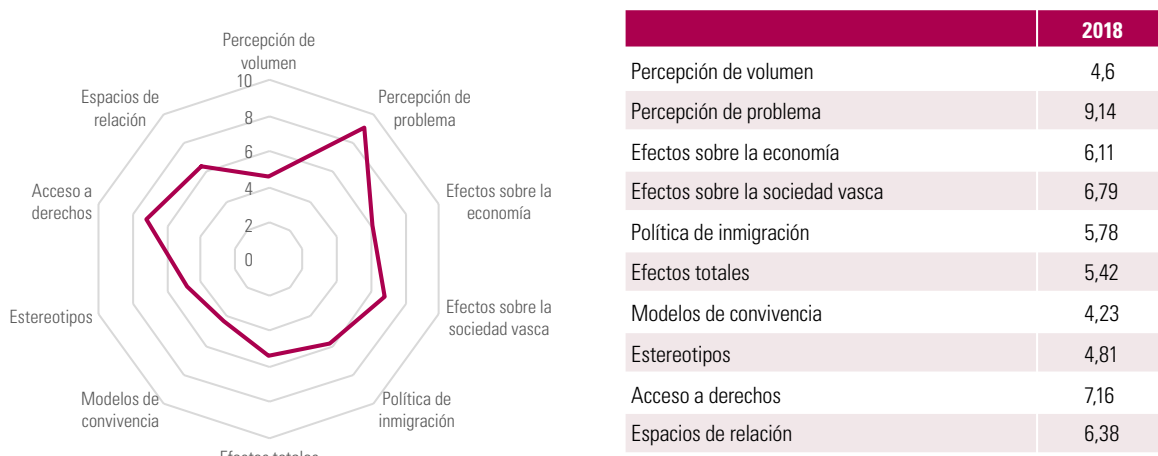 Percepción de
volumen
10
8
6
4
2
0
Percepción de
problema
Efectos sobre la
economía
Efectos sobre la
sociedad vasca
Política de
inmigración
Efectos totales
Modelos de
convivencia
Estereotipos
Acceso a
derechos
Espacios de
relación
2018
Percepción de volumen 4,6
Percepción de problema 9,14
Efectos sobre la economía 6,11
Efectos sobre la sociedad vasca 6,79
Política de inmigración 5,78
Efectos totales 5,42
Modelos de convivencia 4,23
Estereotipos 4,81
Acceso a derechos 7,16
Espacios de relación 6,38